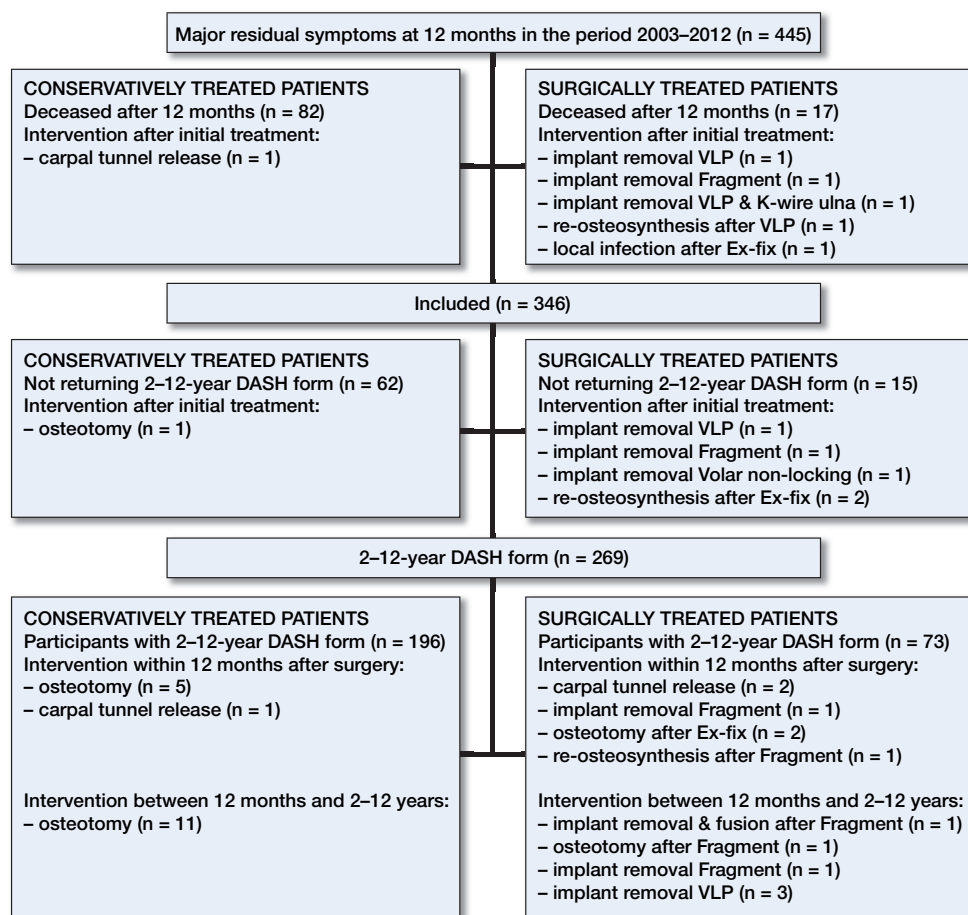 Major residual symptoms at 12 months in the period 2003–2012 (n = 445)
CONSERVATIVELY TREATED PATIENTS
Deceased after 12 months (n = 82)
Intervention after initial treatment:
– carpal tunnel release (n = 1)
SURGICALLY TREATED PATIENTS
Deceased after 12 months (n = 17)
Intervention after initial treatment:
– implant removal VLP (n = 1)
– implant removal Fragment (n = 1)
– implant removal VLP & K-wire ulna (n = 1)
– re-osteosynthesis after VLP (n = 1)
– local infection after Ex-fix (n = 1)
Included (n = 346)
CONSERVATIVELY TREATED PATIENTS
Not returning 2–12-year DASH form (n = 62)
Intervention after initial treatment:
– osteotomy (n = 1)
SURGICALLY TREATED PATIENTS
Not returning 2–12-year DASH form (n = 15)
Intervention after initial treatment:
– implant removal VLP (n = 1)
– implant removal Fragment (n = 1)
– implant removal Volar non-locking (n = 1)
– re-osteosynthesis after Ex-fix (n = 2)
2–12-year DASH form (n = 269)
CONSERVATIVELY TREATED PATIENTS
Participants with 2–12-year DASH form (n = 196)
Intervention within 12 months after surgery:
– osteotomy (n = 5)
– carpal tunnel release (n = 1)
Intervention between 12 months and 2–12 years:
– osteotomy (n = 11)
SURGICALLY TREATED PATIENTS
Participants with 2–12-year DASH form (n = 73)
Intervention within 12 months after surgery:
– carpal tunnel release (n = 2)
– implant removal Fragment (n = 1)
– osteotomy after Ex-fix (n = 2)
– re-osteosynthesis after Fragment (n = 1)
Intervention between 12 months and 2–12 years:
– implant removal & fusion after Fragment (n = 1)
– osteotomy after Fragment (n = 1)
– implant removal Fragment (n = 1)
– implant removal VLP (n = 3)